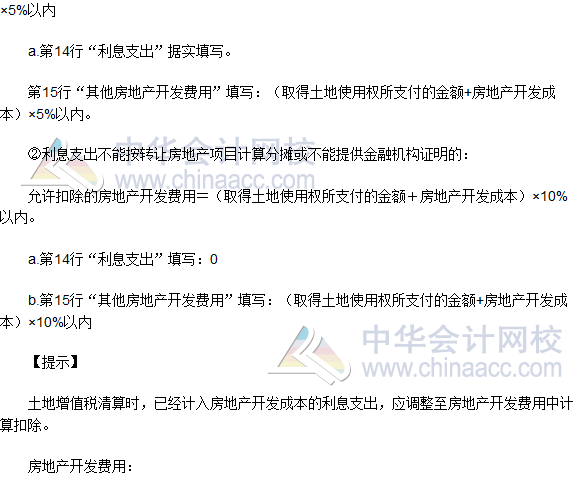 ×5%以内
a.第14行“利息支出”据实填写。
第15行“其他房地产开发费用”填写:（取得土地使用权所支付的金额+房地产开发成
本）×5%以内。
中华会计网校
②利息支出不能按转让房地产项目计算分摊或不能提供金融机构证明的:
www.chinaacc.com
允许扣除的房地产开发费用＝（取得土地使用权所支付的金额＋房地产开发成本）×10%
以内。
a.第14行“利息支出”填写: 0
b.第15行“其他房地产开发费用”填写:（取得土地使用权所支付的金额+房地产开发成
本）×10%以内
中华会计网校
www.chinaacc.com
【提示】
土地增值税清算时，已经计入房地产开发成本的利息支出，应调整至房地产开发费用中计
算扣除。
房地产开发费用: